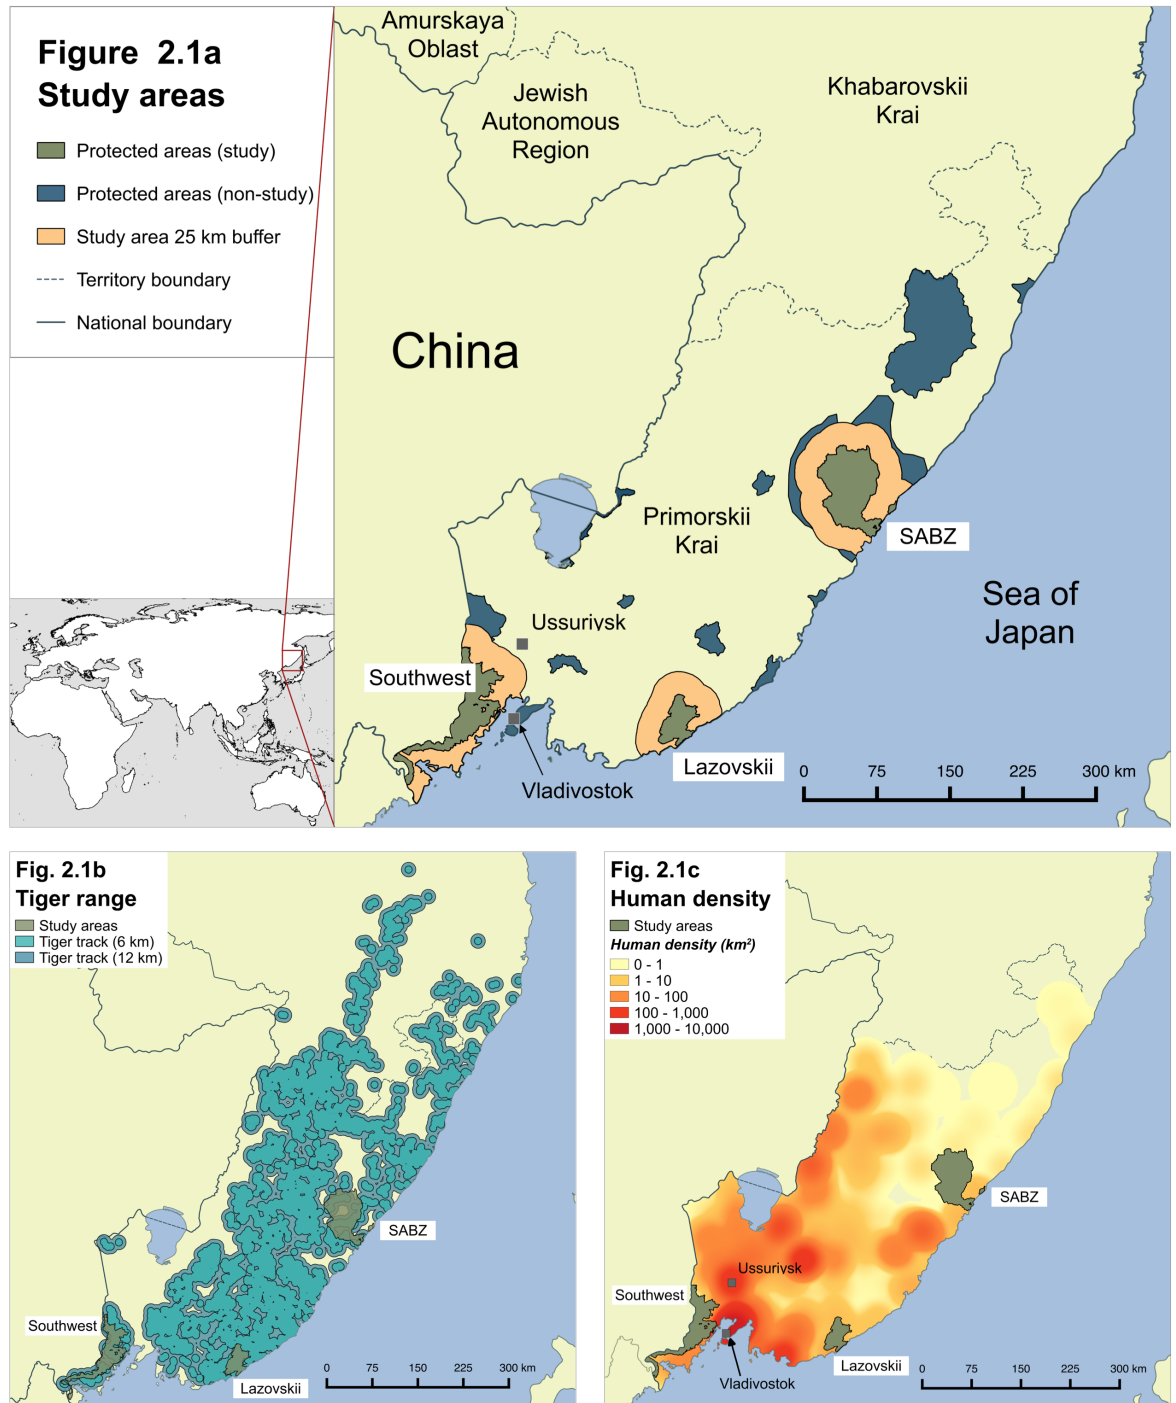 Figure 2.1a
Study areas
Protected areas (study)
Protected areas (non-study)
Study area 25 km buffer
Territory boundary
National boundary
Amurskaya
Oblast
Jewish
Autonomous
Region
Khabarovskii
Krai
China
Primorskii
Krai
SABZ
Sea of
Japan
Ussurivsk
Southwest
Lazovskii
Vladivostok
0 75 150 225 300 km
Fig. 2.1b
Tiger range
Study areas
Tiger track (6 km)
Tiger track (12 km)
SABZ
Southwest
Lazovskii
0 75 150 225 300 km
Fig. 2.1c
Human density
Study areas
Human density (km²)
0 - 1
1 - 10
10 - 100
100 - 1,000
1,000 - 10,000
SABZ
Ussurivsk
Southwest
Lazovskii
Vladivostok
0 75 150 225 300 km